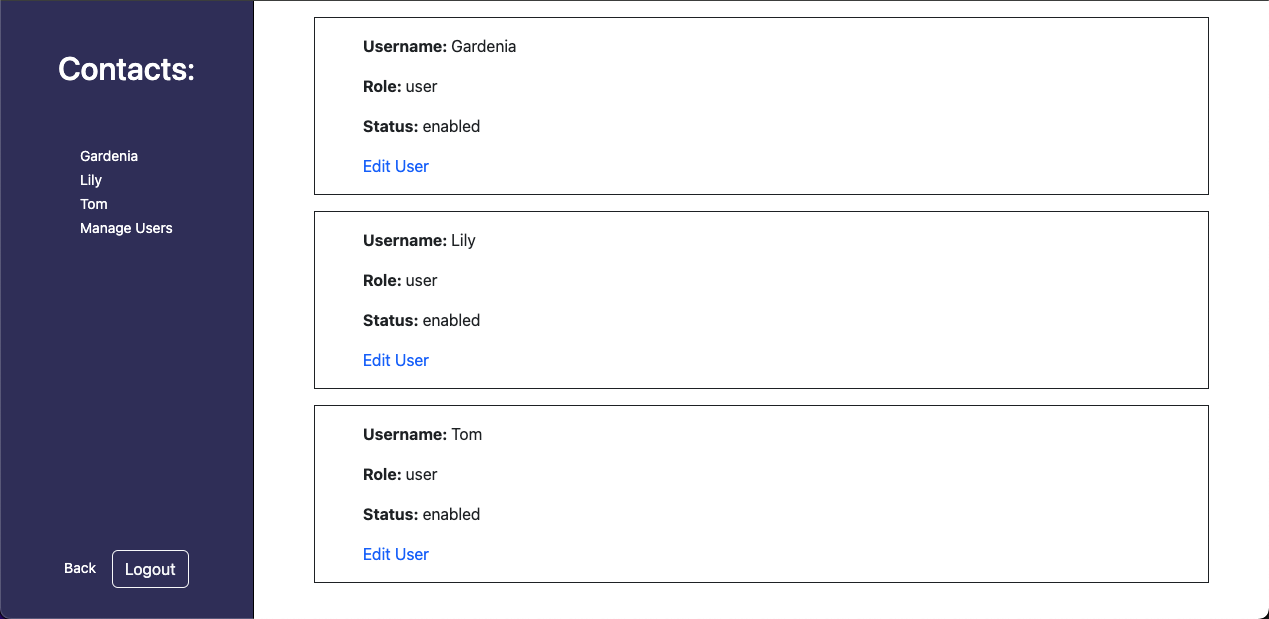 Contacts:
Gardenia
Lily
Tom
Manage Users
Back
Logout
Username: Gardenia
Role: user
Status: enabled
Edit User
Username: Lily
Role: user
Status: enabled
Edit User
Username: Tom
Role: user
Status: enabled
Edit User